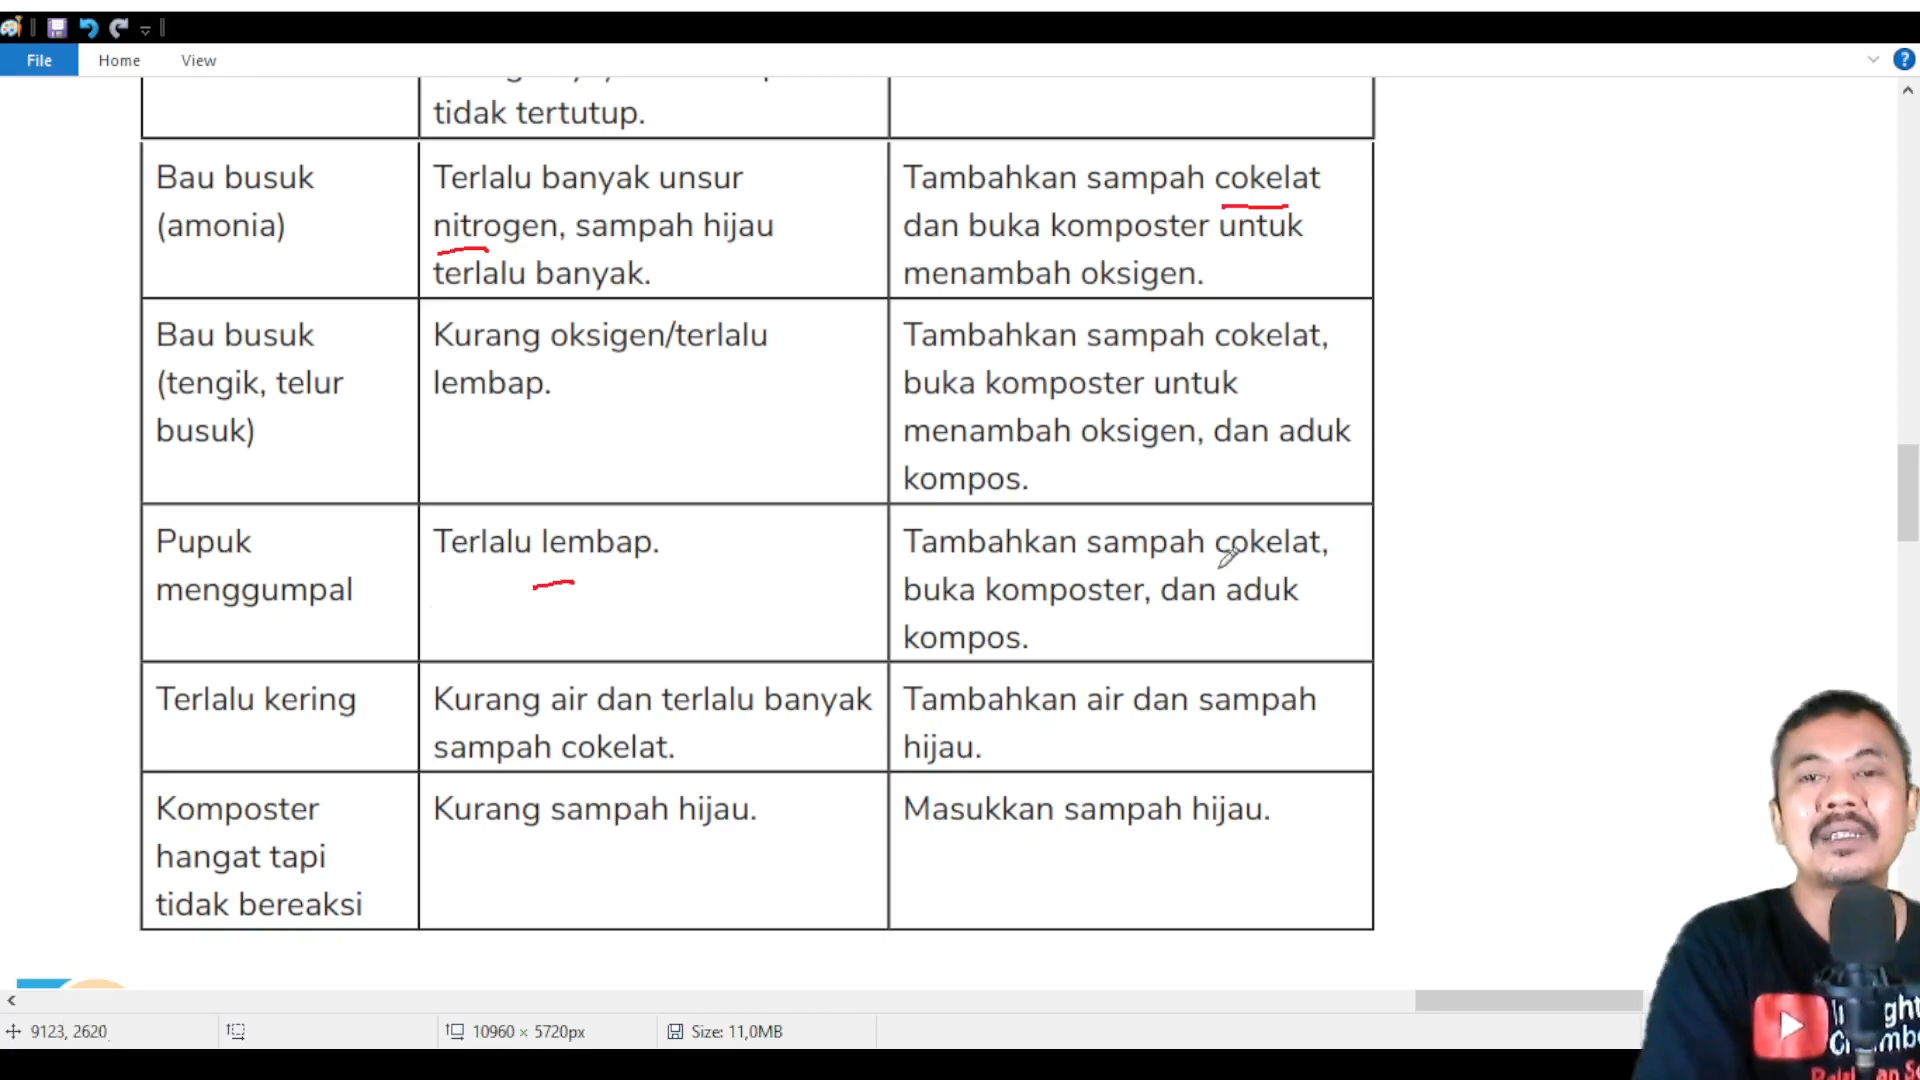 File
Home
View
tidak tertutup.
Bau busuk
(amonia)
Terlalu banyak unsur
nitrogen, sampah hijau
terlalu banyak.
Tambahkan sampah cokelat
dan buka komposter untuk
menambah oksigen.
Bau busuk
(tengik, telur
busuk)
Kurang oksigen/terlalu
lembap.
Tambahkan sampah cokelat,
buka komposter untuk
menambah oksigen, dan aduk
kompos.
Pupuk
menggumpal
Terlalu lembap.
Tambahkan sampah cokelat,
buka komposter, dan aduk
kompos.
Terlalu kering
Kurang air dan terlalu banyak
sampah cokelat.
Tambahkan air dan sampah
hijau.
Komposter
hangat tapi
tidak bereaksi
Kurang sampah hijau.
Masukkan sampah hijau.
9123, 2620
10960 × 5720px
Size: 11,0MB